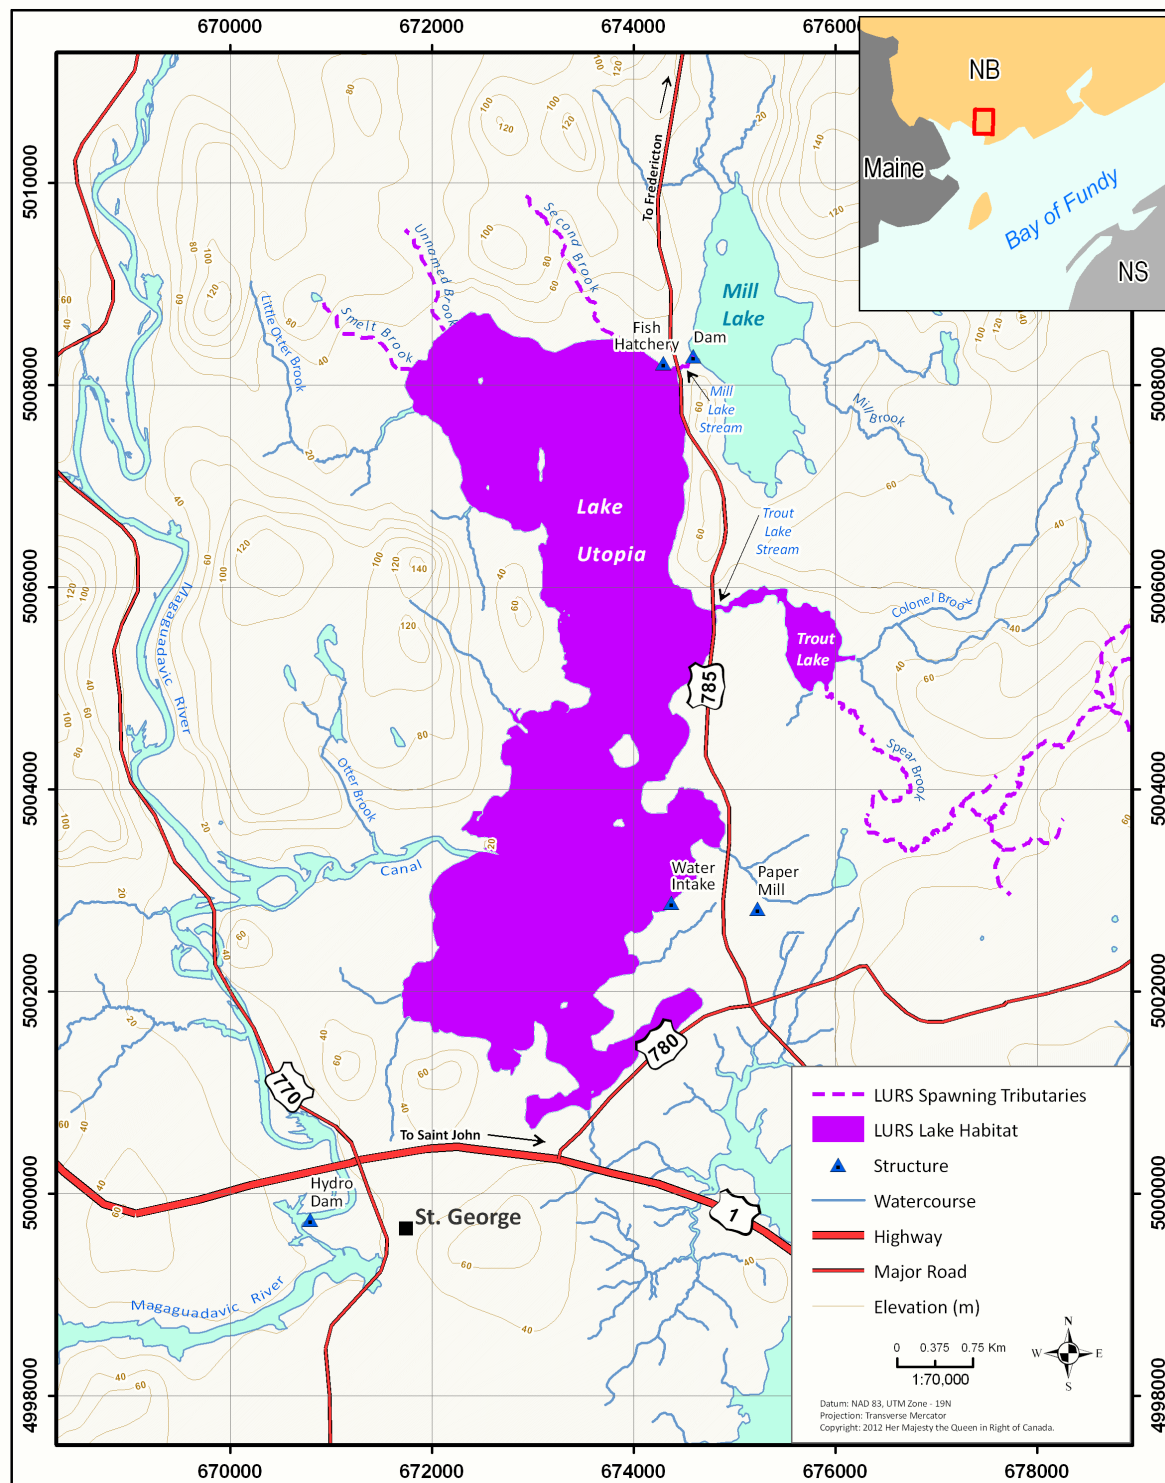 670000
672000
674000
676000
NB
Maine
Bay of Fundy
NS
5010000
5008000
5006000
5004000
5002000
5000000
4998000
5008000
5006000
5004000
5002000
5000000
4998000
To Fredericton
Second Brook
Unnamed Brook
Smelt Brook
Little Otter Brook
Mill
Lake
Fish
Hatchery
Dam
Mill
Lake
Stream
Mill Brook
Lake
Utopia
Trout
Lake
Stream
Colonel Brook
Trout
Lake
785
Magaguadavic River
Spear Brook
Otter Brook
Canal
Water
Intake
Paper
Mill
780
770
To Saint John
1
Hydro
Dam
St. George
Magaguadavic River
LURS Spawning Tributaries
LURS Lake Habitat
Structure
Watercourse
Highway
Major Road
Elevation (m)
0 0.375 0.75 Km
1:70,000
N
W E
S
Datum: NAD 83, UTM Zone - 19N
Projection: Transverse Mercator
Copyright: 2012 Her Majesty the Queen in Right of Canada.
670000
672000
674000
676000
678000